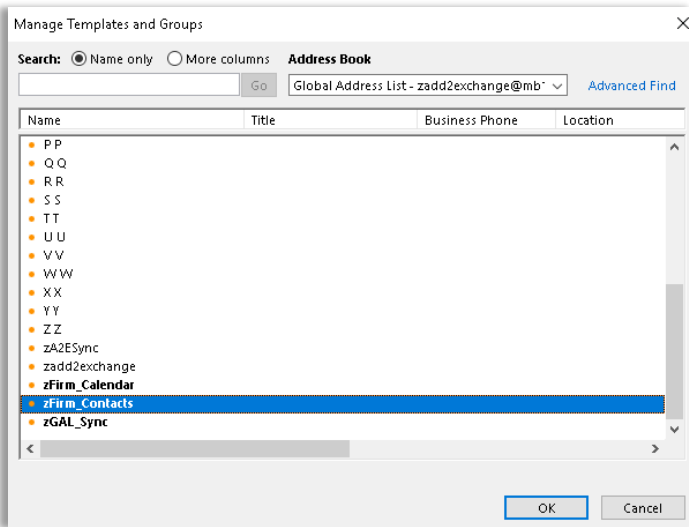 Manage Templates and Groups
Search: Name only More columns Address Book
Go Global Address List - zadd2exchange@mb Advanced Find
Name Title Business Phone Location
P P
Q Q
R R
S S
T T
U U
V V
W W
X X
Y Y
Z Z
zA2ESync
zadd2exchange
zFirm_Calendar
zFirm_Contacts
zGAL_Sync
OK Cancel